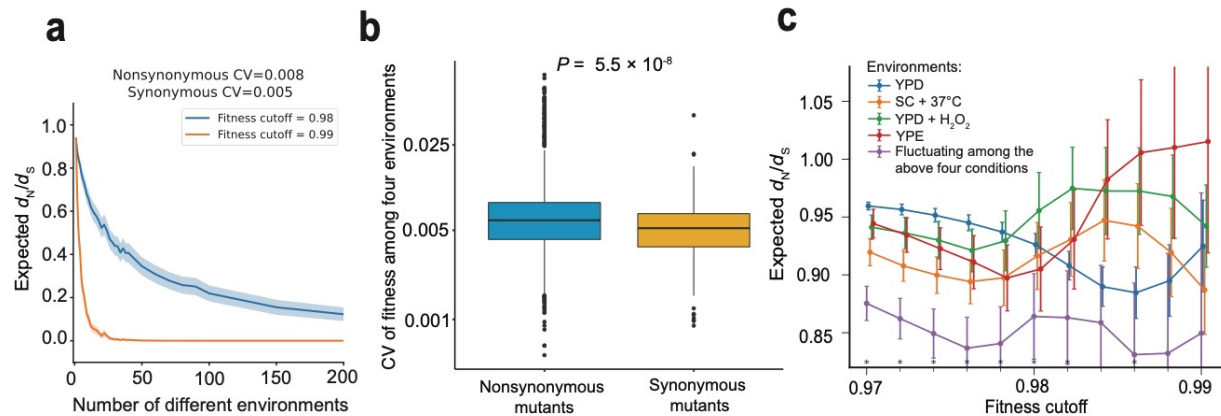 a
Nonsynonymous CV=0.008
Synonymous CV=0.005
Fitness cutoff = 0.98
Fitness cutoff = 0.99
Expected dN/dS
1.0
0.8
0.6
0.4
0.2
0.0
0
50
100
150
200
Number of different environments
b
P = 5.5 × 10⁻⁸
CV of fitness among four environments
0.025
0.005
0.001
Nonsynonymous
mutants
Synonymous
mutants
c
Environments:
YPD
SC + 37°C
YPD + H₂O₂
YPE
Fluctuating among the
above four conditions
Expected dN/dS
1.05
1.00
0.95
0.90
0.85
* * * * * * * *
0.97
0.98
0.99
Fitness cutoff